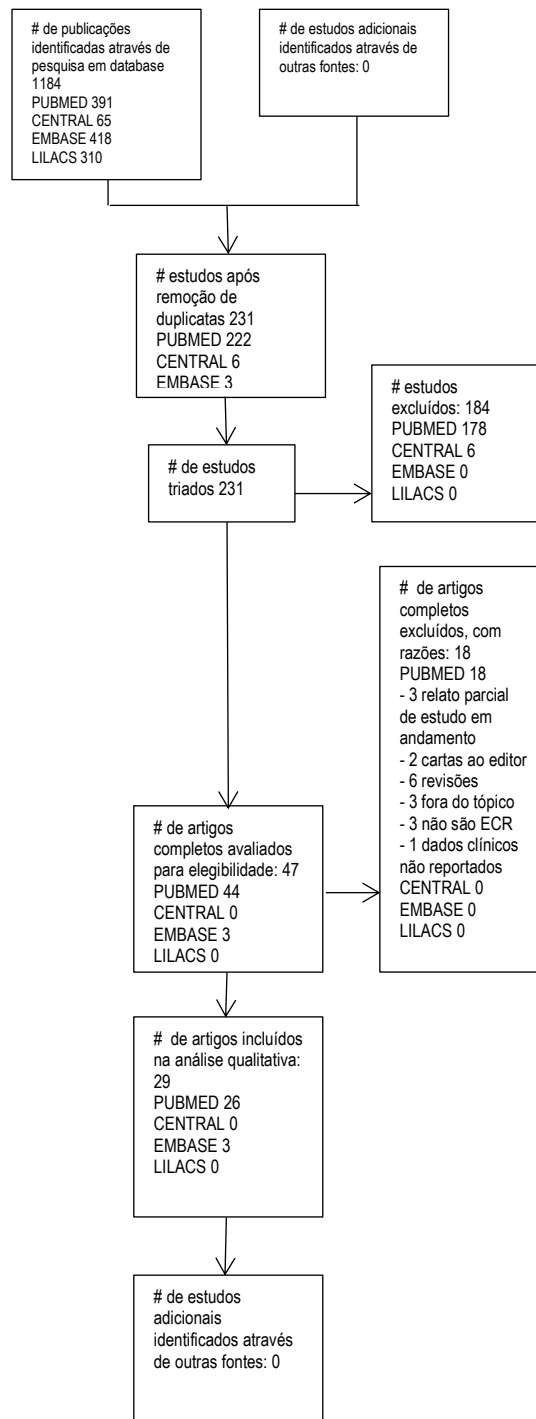 # de publicações
identificadas através de
pesquisa em database
1184
PUBMED 391
CENTRAL 65
EMBASE 418
LILACS 310
# de estudos adicionais
identificados através de
outras fontes: 0
# estudos após
remoção de
duplicatas 231
PUBMED 222
CENTRAL 6
EMBASE 3
# estudos
excluídos: 184
PUBMED 178
CENTRAL 6
EMBASE 0
LILACS 0
# de estudos
triados 231
# de artigos
completos
excluídos, com
razões: 18
PUBMED 18
- 3 relato parcial
de estudo em
andamento
- 2 cartas ao editor
- 6 revisões
- 3 fora do tópico
- 3 não são ECR
- 1 dados clínicos
não reportados
CENTRAL 0
EMBASE 0
LILACS 0
# de artigos
completos avaliados
para elegibilidade: 47
PUBMED 44
CENTRAL 0
EMBASE 3
LILACS 0
# de artigos incluídos
na análise qualitativa:
29
PUBMED 26
CENTRAL 0
EMBASE 3
LILACS 0
# de estudos
adicionais
identificados através
de outras fontes: 0